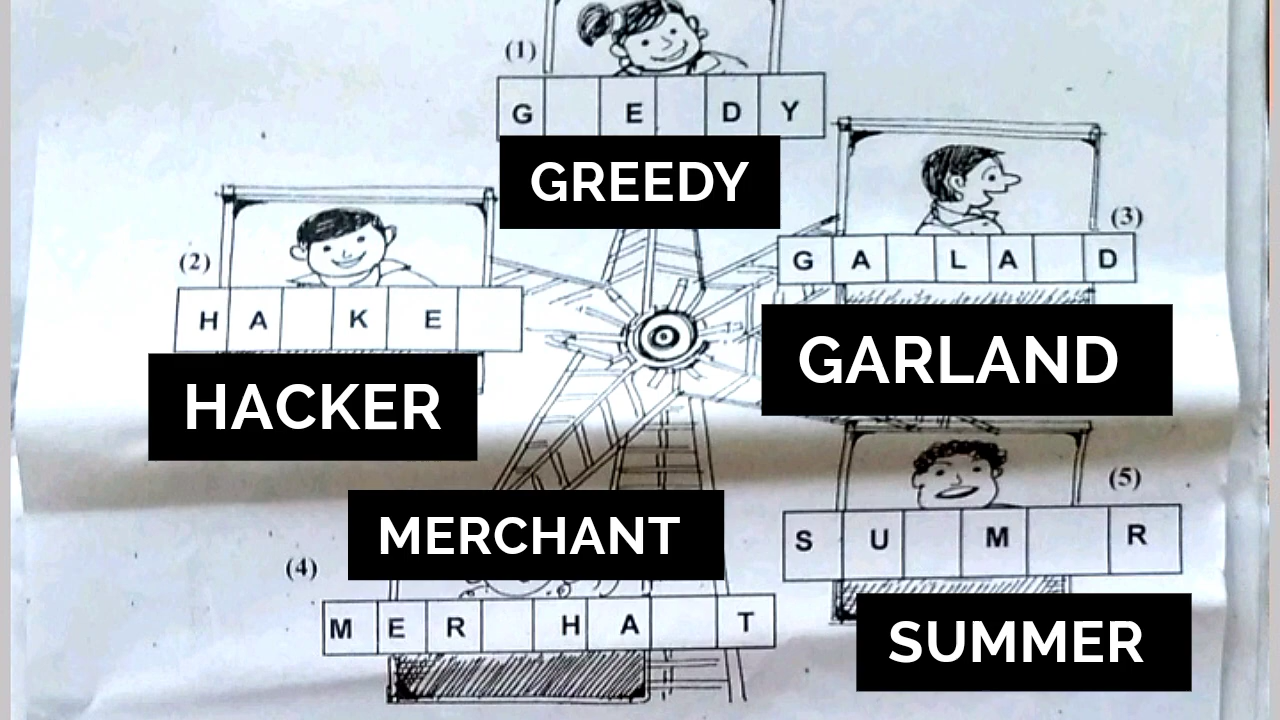 (1)
G E D Y
GREEDY
(2)
H A K E
HACKER
(3)
G A L A D
GARLAND
(4)
MERCHANT
M E R H A T
(5)
S U M R
SUMMER